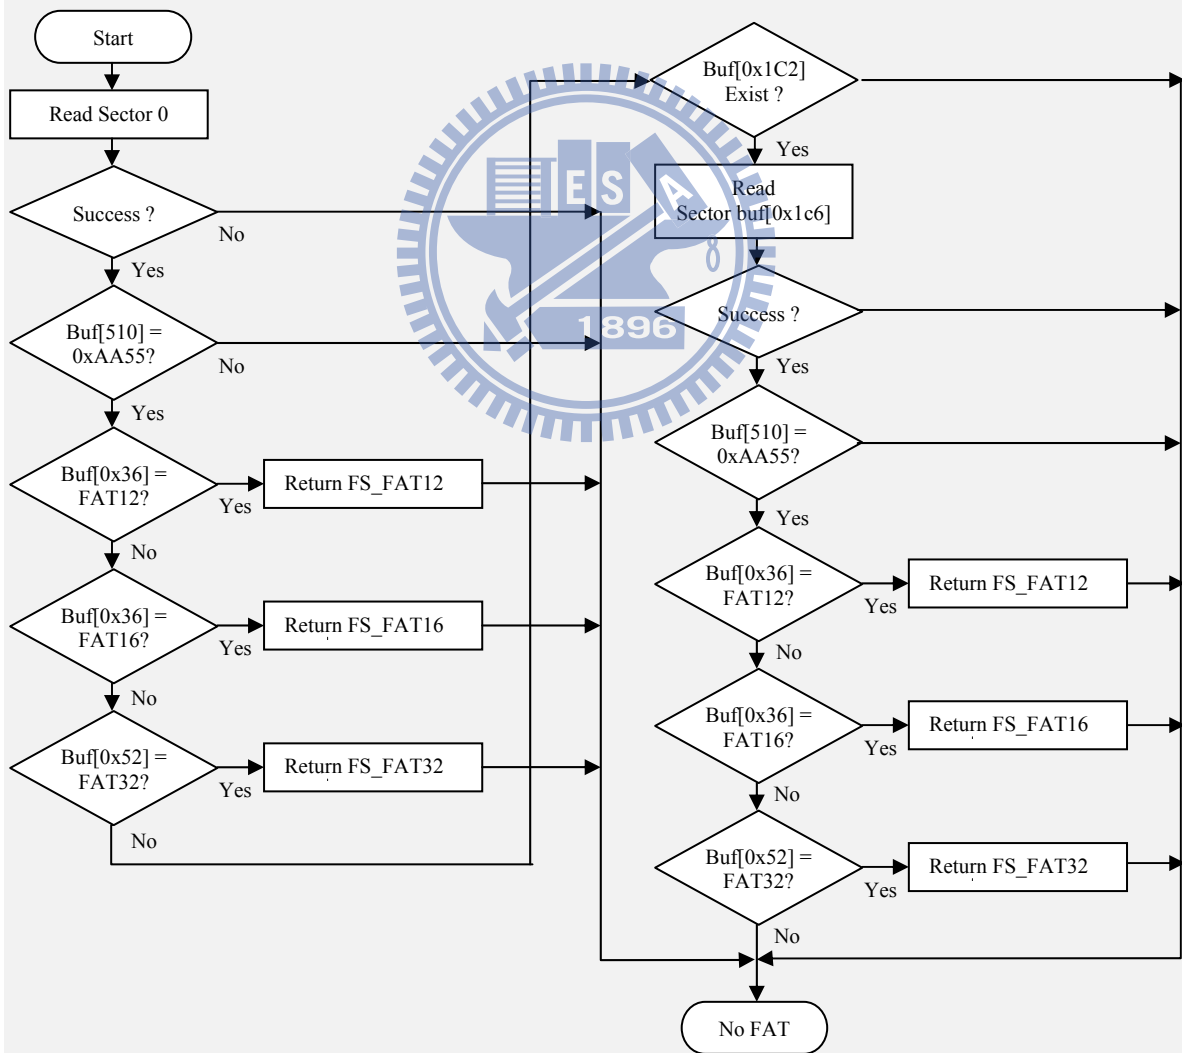 Start
Read Sector 0
Success ?
No
Yes
Buf[510] =
0xAA55?
No
Yes
Buf[0x36] =
FAT12?
Yes
Return FS_FAT12
No
Buf[0x36] =
FAT16?
Yes
Return FS_FAT16
No
Buf[0x52] =
FAT32?
Yes
Return FS_FAT32
No
Buf[0x1C2]
Exist ?
Yes
Read
Sector buf[0x1c6]
Success ?
Yes
Buf[510] =
0xAA55?
Yes
Buf[0x36] =
FAT12?
Yes
Return FS_FAT12
No
Buf[0x36] =
FAT16?
Yes
Return FS_FAT16
No
Buf[0x52] =
FAT32?
Yes
Return FS_FAT32
No
No FAT
E S A
1896